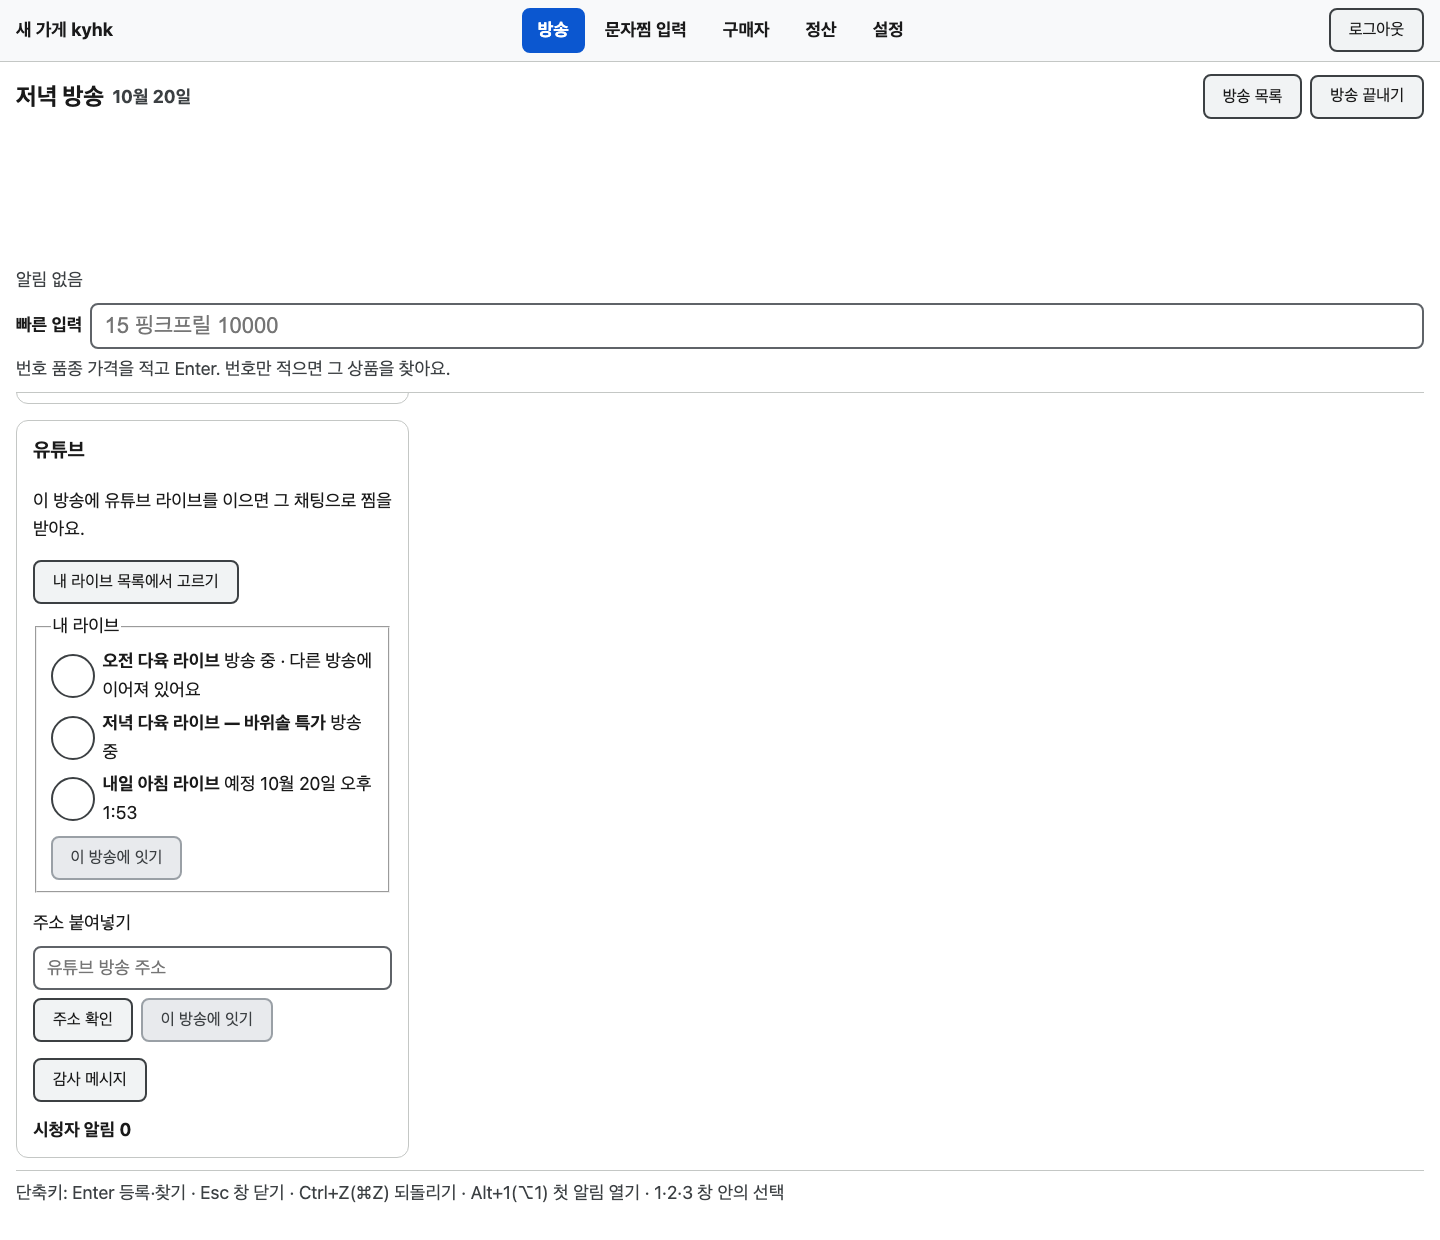 새 가게 kyhk
방송
문자찜 입력
구매자
정산
설정
로그아웃
저녁 방송 10월 20일
방송 목록
방송 끝내기
알림 없음
빠른 입력
15 핑크프릴 10000
번호 품종 가격을 적고 Enter. 번호만 적으면 그 상품을 찾아요.
유튜브
이 방송에 유튜브 라이브를 이으면 그 채팅으로 찜을
받아요.
내 라이브 목록에서 고르기
내 라이브
오전 다육 라이브 방송 중 · 다른 방송에
이어져 있어요
저녁 다육 라이브 — 바위솔 특가 방송
중
내일 아침 라이브 예정 10월 20일 오후
1:53
이 방송에 잇기
주소 붙여넣기
유튜브 방송 주소
주소 확인
이 방송에 잇기
감사 메시지
시청자 알림 0
단축키: Enter 등록·찾기 · Esc 창 닫기 · Ctrl+Z(⌘Z) 되돌리기 · Alt+1(⌥1) 첫 알림 열기 · 1·2·3 창 안의 선택